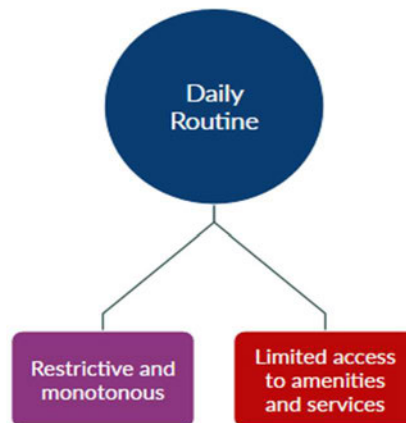 Daily
Routine
Restrictive and
monotonous
Limited access
to amenities
and services